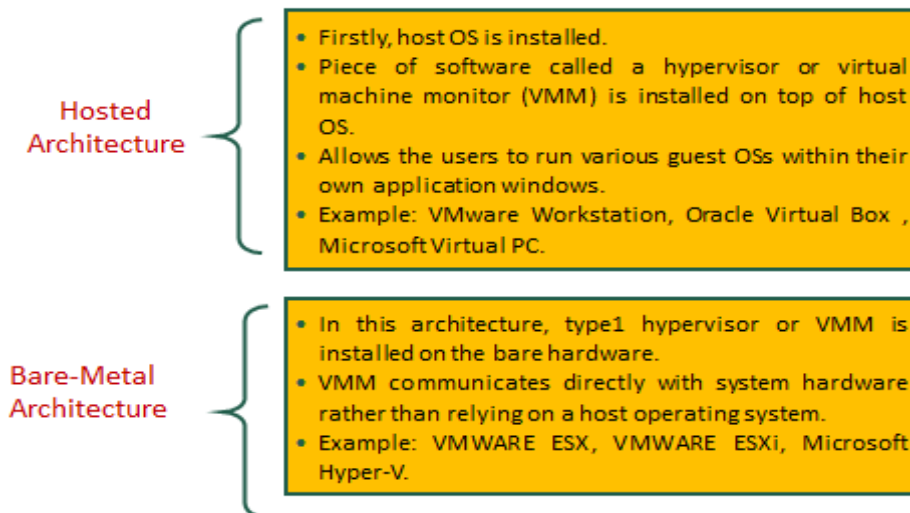 Hosted
Architecture
• Firstly, host OS is installed.
• Piece of software called a hypervisor or virtual
machine monitor (VMM) is installed on top of host
OS.
• Allows the users to run various guest OSs within their
own application windows.
• Example: VMware Workstation, Oracle Virtual Box ,
Microsoft Virtual PC.
Bare-Metal
Architecture
• In this architecture, type1 hypervisor or VMM is
installed on the bare hardware.
• VMM communicates directly with system hardware
rather than relying on a host operating system.
• Example: VMWARE ESX, VMWARE ESXi, Microsoft
Hyper-V.